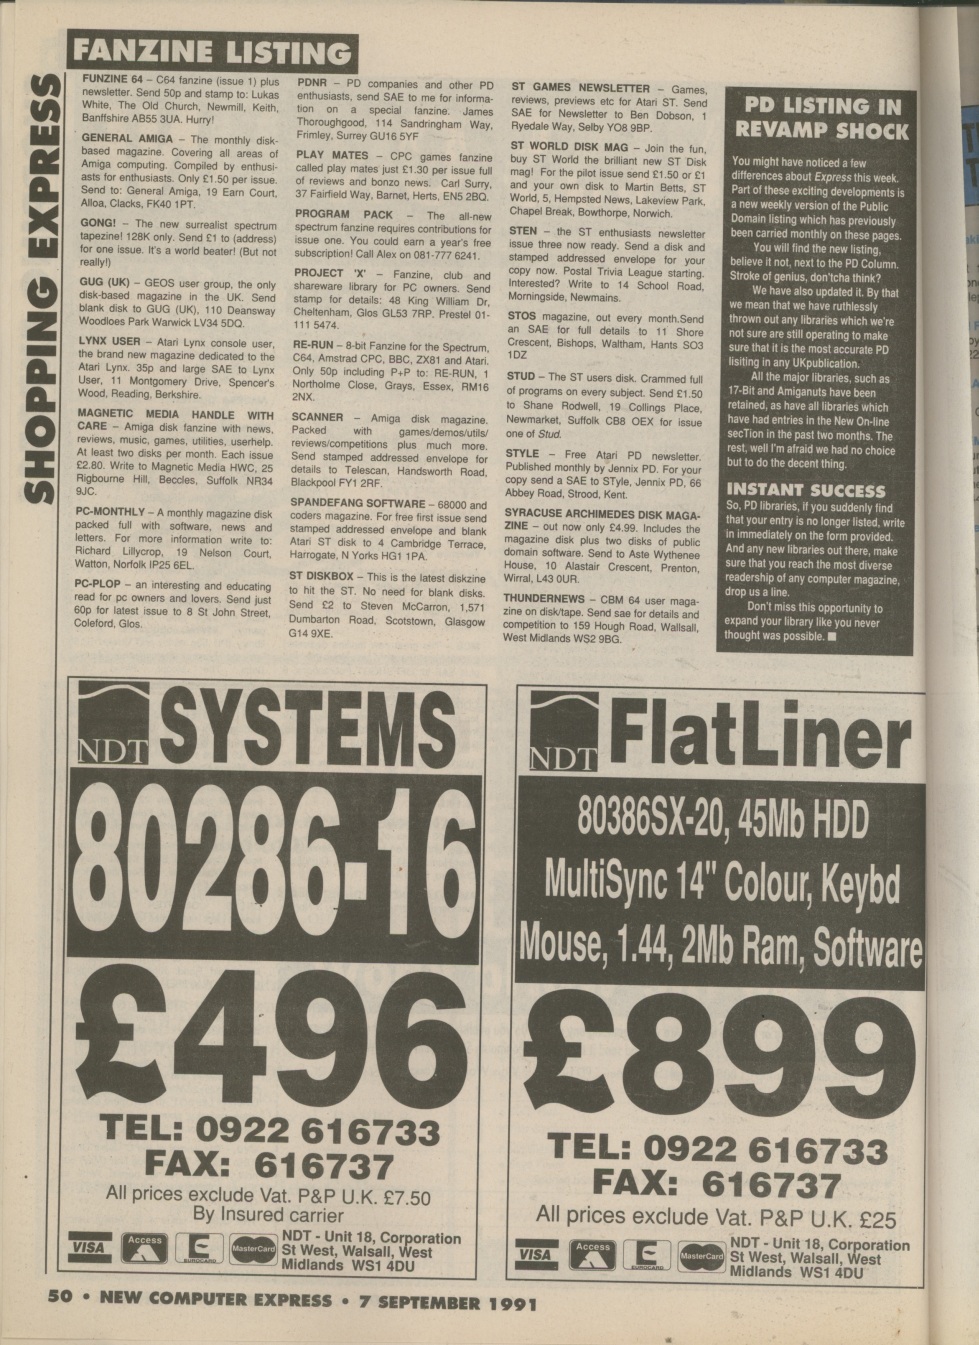 FANZINE LISTING
SHOPPING EXPRESS
FUNZINE 64 – C64 fanzine (issue 1) plus
newsletter. Send 50p and stamp to: Lukas
White, The Old Church, Newmill, Keith,
Banffshire AB55 3UA. Hurry!
GENERAL AMIGA – The monthly disk-
based magazine. Covering all areas of
Amiga computing. Compiled by enthusi-
asts for enthusiasts. Only £1.50 per issue.
Send to: General Amiga, 19 Earn Court,
Alloa, Clacks, FK40 1PT.
GONG! – The new surrealist spectrum
tapezine! 128K only. Send £1 to (address)
for one issue. It's a world beater! (But not
really!)
GUG (UK) – GEOS user group, the only
disk-based magazine in the UK. Send
blank disk to GUG (UK), 110 Deansway
Woodloes Park Warwick LV34 5DQ.
LYNX USER – Atari Lynx console user,
the brand new magazine dedicated to the
Atari Lynx. 35p and large SAE to Lynx
User, 11 Montgomery Drive, Spencer's
Wood, Reading, Berkshire.
MAGNETIC MEDIA HANDLE WITH
CARE – Amiga disk fanzine with news,
reviews, music, games, utilities, userhelp.
At least two disks per month. Each issue
£2.80. Write to Magnetic Media HWC, 25
Rigbourne Hill, Beccles, Suffolk NR34
9JC.
PC-MONTHLY – A monthly magazine disk
packed full with software, news and
letters. For more information write to:
Richard Lillycrop, 19 Nelson Court,
Watton, Norfolk IP25 6EL.
PC-PLOP – an interesting and educating
read for pc owners and lovers. Send just
60p for latest issue to 8 St John Street,
Coleford, Glos.
PDNR – PD companies and other PD
enthusiasts, send SAE to me for informa-
tion on a special fanzine. James
Thoroughgood, 114 Sandringham Way,
Frimley, Surrey GU16 5YF
PLAY MATES – CPC games fanzine
called play mates just £1.30 per issue full
of reviews and bonzo news. Carl Surry,
37 Fairfield Way, Barnet, Herts, EN5 2BQ.
PROGRAM PACK – The all-new
spectrum fanzine requires contributions for
issue one. You could earn a year's free
subscription! Call Alex on 081-777 6241.
PROJECT 'X' – Fanzine, club and
shareware library for PC owners. Send
stamp for details: 48 King William Dr,
Cheltenham, Glos GL53 7RP. Prestel 01-
111 5474.
RE-RUN – 8-bit Fanzine for the Spectrum,
C64, Amstrad CPC, BBC, ZX81 and Atari.
Only 50p including P+P to: RE-RUN, 1
Northolme Close, Grays, Essex, RM16
2NX.
SCANNER – Amiga disk magazine.
Packed with games/demos/utils/
reviews/competitions plus much more.
Send stamped addressed envelope for
details to Telescan, Handsworth Road,
Blackpool FY1 2RF.
SPANDEFANG SOFTWARE – 68000 and
coders magazine. For free first issue send
stamped addressed envelope and blank
Atari ST disk to 4 Cambridge Terrace,
Harrogate, N Yorks HG1 1PA.
ST DISKBOX – This is the latest diskzine
to hit the ST. No need for blank disks.
Send £2 to Steven McCarron, 1,571
Dumbarton Road, Scotstown, Glasgow
G14 9XE.
ST GAMES NEWSLETTER – Games,
reviews, previews etc for Atari ST. Send
SAE for Newsletter to Ben Dobson, 1
Ryedale Way, Selby YO8 9BP.
ST WORLD DISK MAG – Join the fun,
buy ST World the brilliant new ST Disk
mag! For the pilot issue send £1.50 or £1
and your own disk to Martin Betts, ST
World, 5, Hempsted News, Lakeview Park,
Chapel Break, Bowthorpe, Norwich.
STEN – the ST enthusiasts newsletter
issue three now ready. Send a disk and
stamped addressed envelope for your
copy now. Postal Trivia League starting.
Interested? Write to 14 School Road,
Morningside, Newmains.
STOS magazine, out every month.Send
an SAE for full details to 11 Shore
Crescent, Bishops, Waltham, Hants SO3
1DZ
STUD – The ST users disk. Crammed full
of programs on every subject. Send £1.50
to Shane Rodwell, 19 Collings Place,
Newmarket, Suffolk CB8 OEX for issue
one of Stud.
STYLE – Free Atari PD newsletter.
Published monthly by Jennix PD. For your
copy send a SAE to STyle, Jennix PD, 66
Abbey Road, Strood, Kent.
SYRACUSE ARCHIMEDES DISK MAGA-
ZINE – out now only £4.99. Includes the
magazine disk plus two disks of public
domain software. Send to Aste Wythenee
House, 10 Alastair Crescent, Prenton,
Wirral, L43 0UR.
THUNDERNEWS – CBM 64 user maga-
zine on disk/tape. Send sae for details and
competition to 159 Hough Road, Wallsall,
West Midlands WS2 9BG.
PD LISTING IN
REVAMP SHOCK
You might have noticed a few
differences about Express this week.
Part of these exciting developments is
a new weekly version of the Public
Domain listing which has previously
been carried monthly on these pages.
You will find the new listing,
believe it not, next to the PD Column.
Stroke of genius, don'tcha think?
We have also updated it. By that
we mean that we have ruthlessly
thrown out any libraries which we're
not sure are still operating to make
sure that it is the most accurate PD
lisiting in any UKpublication.
All the major libraries, such as
17-Bit and Amiganuts have been
retained, as have all libraries which
have had entries in the New On-line
secTion in the past two months. The
rest, well I'm afraid we had no choice
but to do the decent thing.
INSTANT SUCCESS
So, PD libraries, if you suddenly find
that your entry is no longer listed, write
in immediately on the form provided.
And any new libraries out there, make
sure that you reach the most diverse
readership of any computer magazine,
drop us a line.
Don't miss this opportunity to
expand your library like you never
thought was possible. ■
NDT SYSTEMS
80286-16
£496
TEL: 0922 616733
FAX: 616737
All prices exclude Vat. P&P U.K. £7.50
By Insured carrier
VISA Access EUROCARD MasterCard
NDT - Unit 18, Corporation
St West, Walsall, West
Midlands WS1 4DU
NDT FlatLiner
80386SX-20, 45Mb HDD
MultiSync 14" Colour, Keybd
Mouse, 1.44, 2Mb Ram, Software
£899
TEL: 0922 616733
FAX: 616737
All prices exclude Vat. P&P U.K. £25
VISA Access EUROCARD MasterCard
NDT - Unit 18, Corporation
St West, Walsall, West
Midlands WS1 4DU
50 • NEW COMPUTER EXPRESS • 7 SEPTEMBER 1991